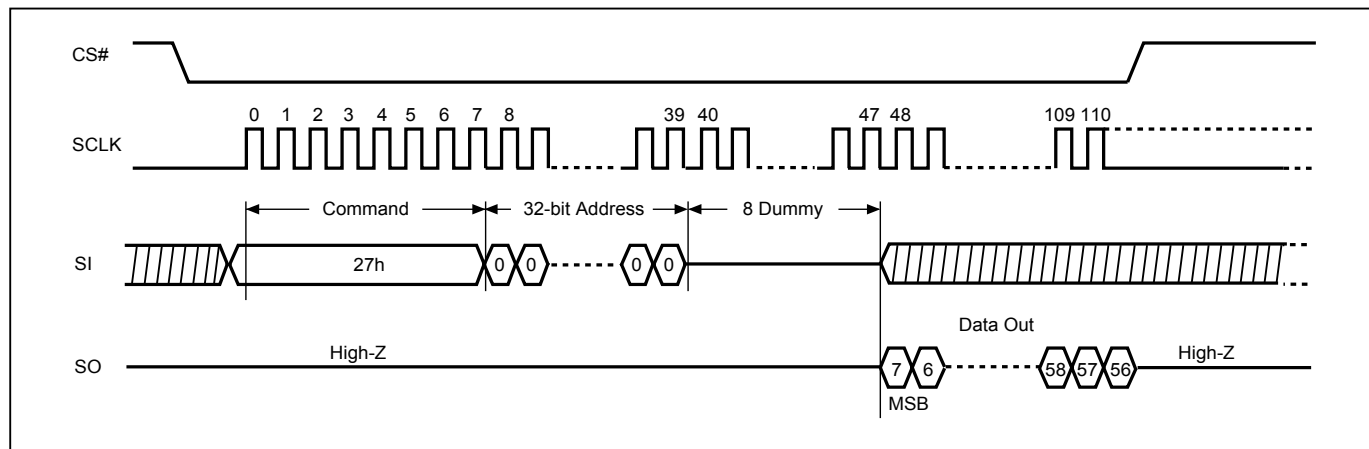 CS#
0 1 2 3 4 5 6 7 8 39 40 47 48 109 110
SCLK
Command 32-bit Address 8 Dummy
SI 27h 0 0 0 0
Data Out
SO High-Z 7 6 58 57 56 High-Z
MSB